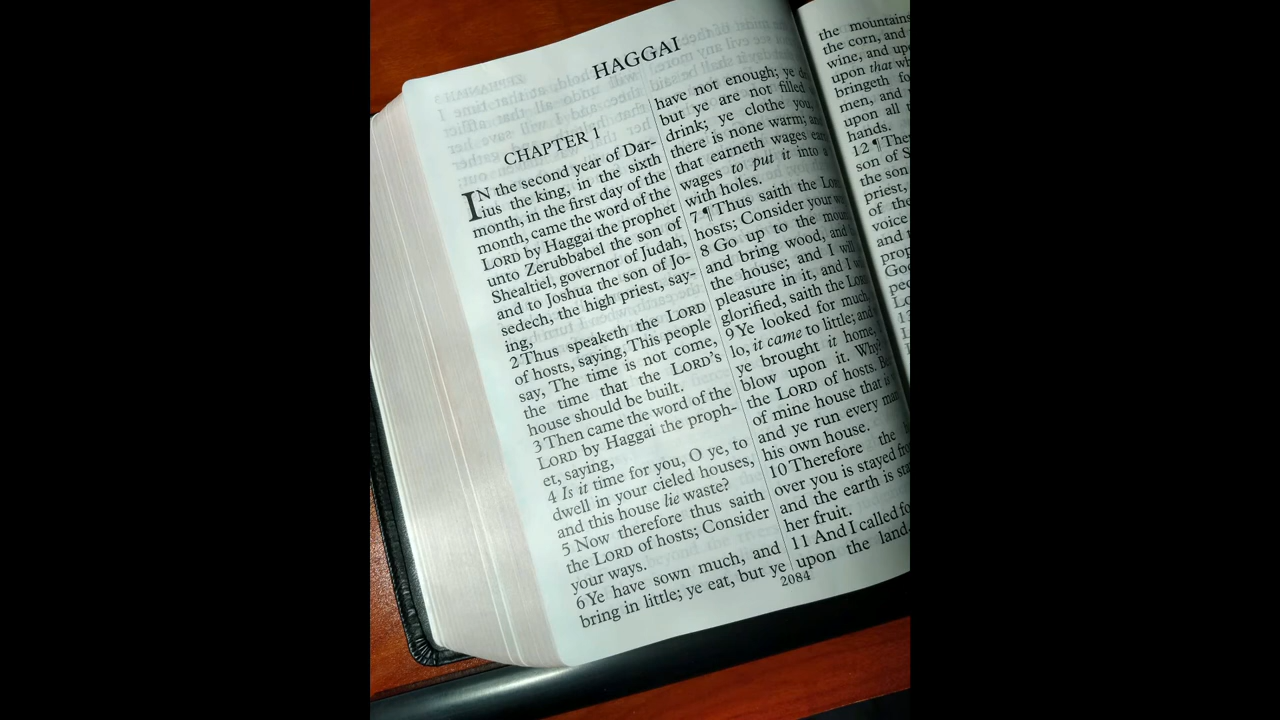 HAGGAI
CHAPTER 1
IN the second year of Dar-
ius the king, in the sixth
month, in the first day of the
month, came the word of the
LORD by Haggai the prophet
unto Zerubbabel the son of
Shealtiel, governor of Judah,
and to Joshua the son of Jo-
sedech, the high priest, say-
ing,
2 Thus speaketh the LORD
of hosts, saying, This people
say, The time is not come,
the time that the LORD'S
house should be built.
3 Then came the word of the
LORD by Haggai the proph-
et, saying,
4 Is it time for you, O ye, to
dwell in your cieled houses,
and this house lie waste?
5 Now therefore thus saith
the LORD of hosts; Consider
your ways.
6 Ye have sown much, and
bring in little; ye eat, but ye
have not enough; ye
but ye are not filled
drink; ye clothe you,
there is none warm;
that earneth wages
wages to put it into a
with holes.
7 ¶ Thus saith the
hosts; Consider your
8 Go up to the
and bring wood, and
the house; and I will
pleasure in it, and I
glorified, saith the
9 Ye looked for much,
lo, it came to little; and
ye brought it home,
blow upon it. Why?
the LORD of hosts.
of mine house that is
and ye run every
his own house.
10 Therefore the
over you is stayed
and the earth is
her fruit.
11 And I called
upon the land,
2084
the mountains
the corn, and
wine, and
upon that
bringeth
men, and
upon all
hands.
12 ¶
son of
the son
priest,
of the
voice
and